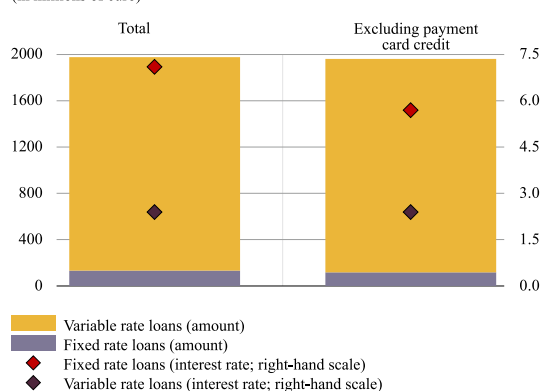 Total
Excluding payment
card credit
2000
1600
1200
800
400
0
7.5
6.0
4.5
3.0
1.5
0.0
Variable rate loans (amount)
Fixed rate loans (amount)
Fixed rate loans (interest rate; right-hand scale)
Variable rate loans (interest rate; right-hand scale)